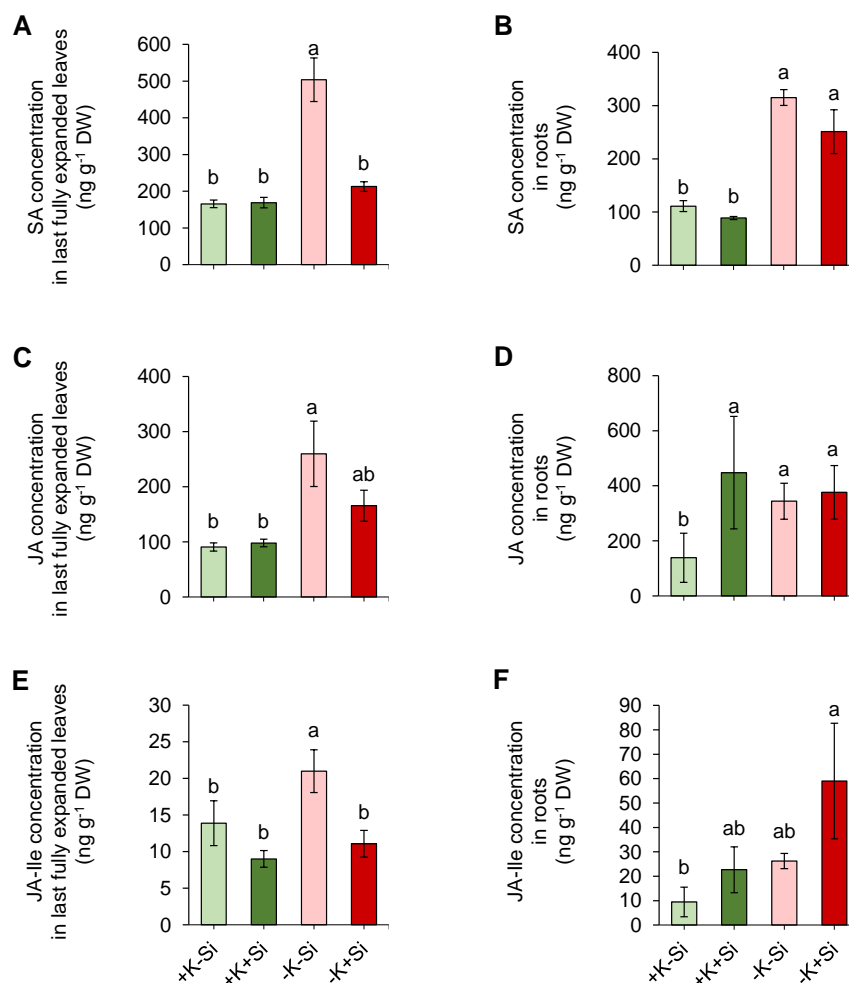 A
SA concentration
in last fully expanded leaves
(ng g-1 DW)
600
500
400
300
200
100
0
b
b
a
b
B
SA concentration
in roots
(ng g-1 DW)
400
300
200
100
0
b
b
a
a
C
JA concentration
in last fully expanded leaves
(ng g-1 DW)
400
300
200
100
0
b
b
a
ab
D
JA concentration
in roots
(ng g-1 DW)
800
600
400
200
0
b
a
a
a
E
JA-Ile concentration
in last fully expanded leaves
(ng g-1 DW)
30
25
20
15
10
5
0
b
b
a
b
+K-Si
+K+Si
-K-Si
-K+Si
F
JA-Ile concentration
in roots
(ng g-1 DW)
90
80
70
60
50
40
30
20
10
0
b
ab
ab
a
+K-Si
+K+Si
-K-Si
-K+Si